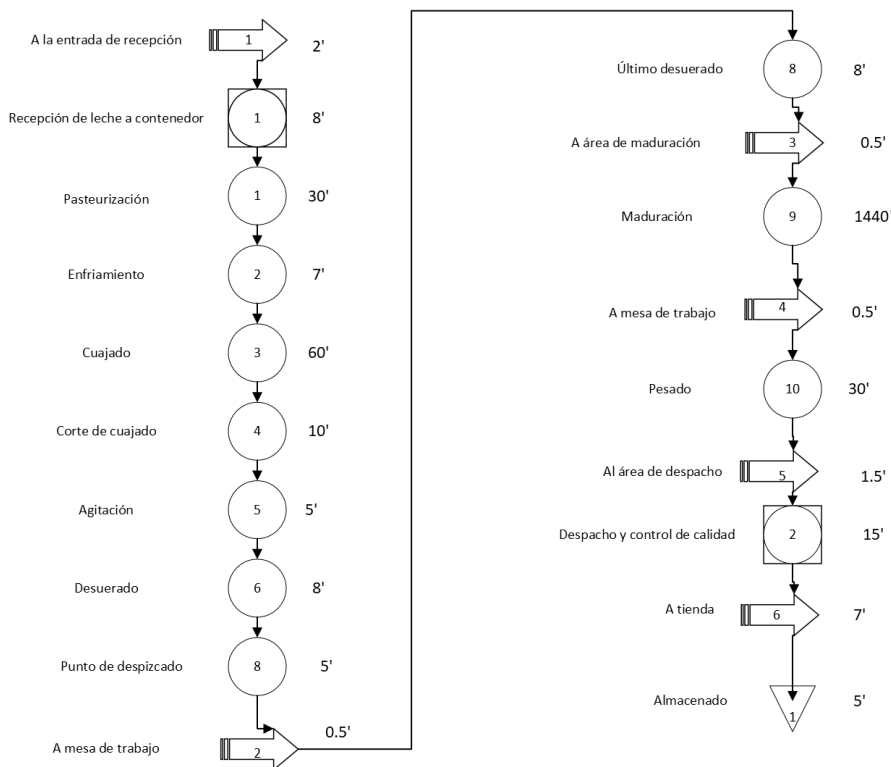 A la entrada de recepción 1 2'
Recepción de leche a contenedor 1 8'
Pasteurización 1 30'
Enfriamiento 2 7'
Cuajado 3 60'
Corte de cuajado 4 10'
Agitación 5 5'
Desuerado 6 8'
Punto de despizcado 8 5'
A mesa de trabajo 2 0.5'
Último desuerado 8 8'
A área de maduración 3 0.5'
Maduración 9 1440'
A mesa de trabajo 4 0.5'
Pesado 10 30'
Al área de despacho 5 1.5'
Despacho y control de calidad 2 15'
A tienda 6 7'
Almacenado 1 5'